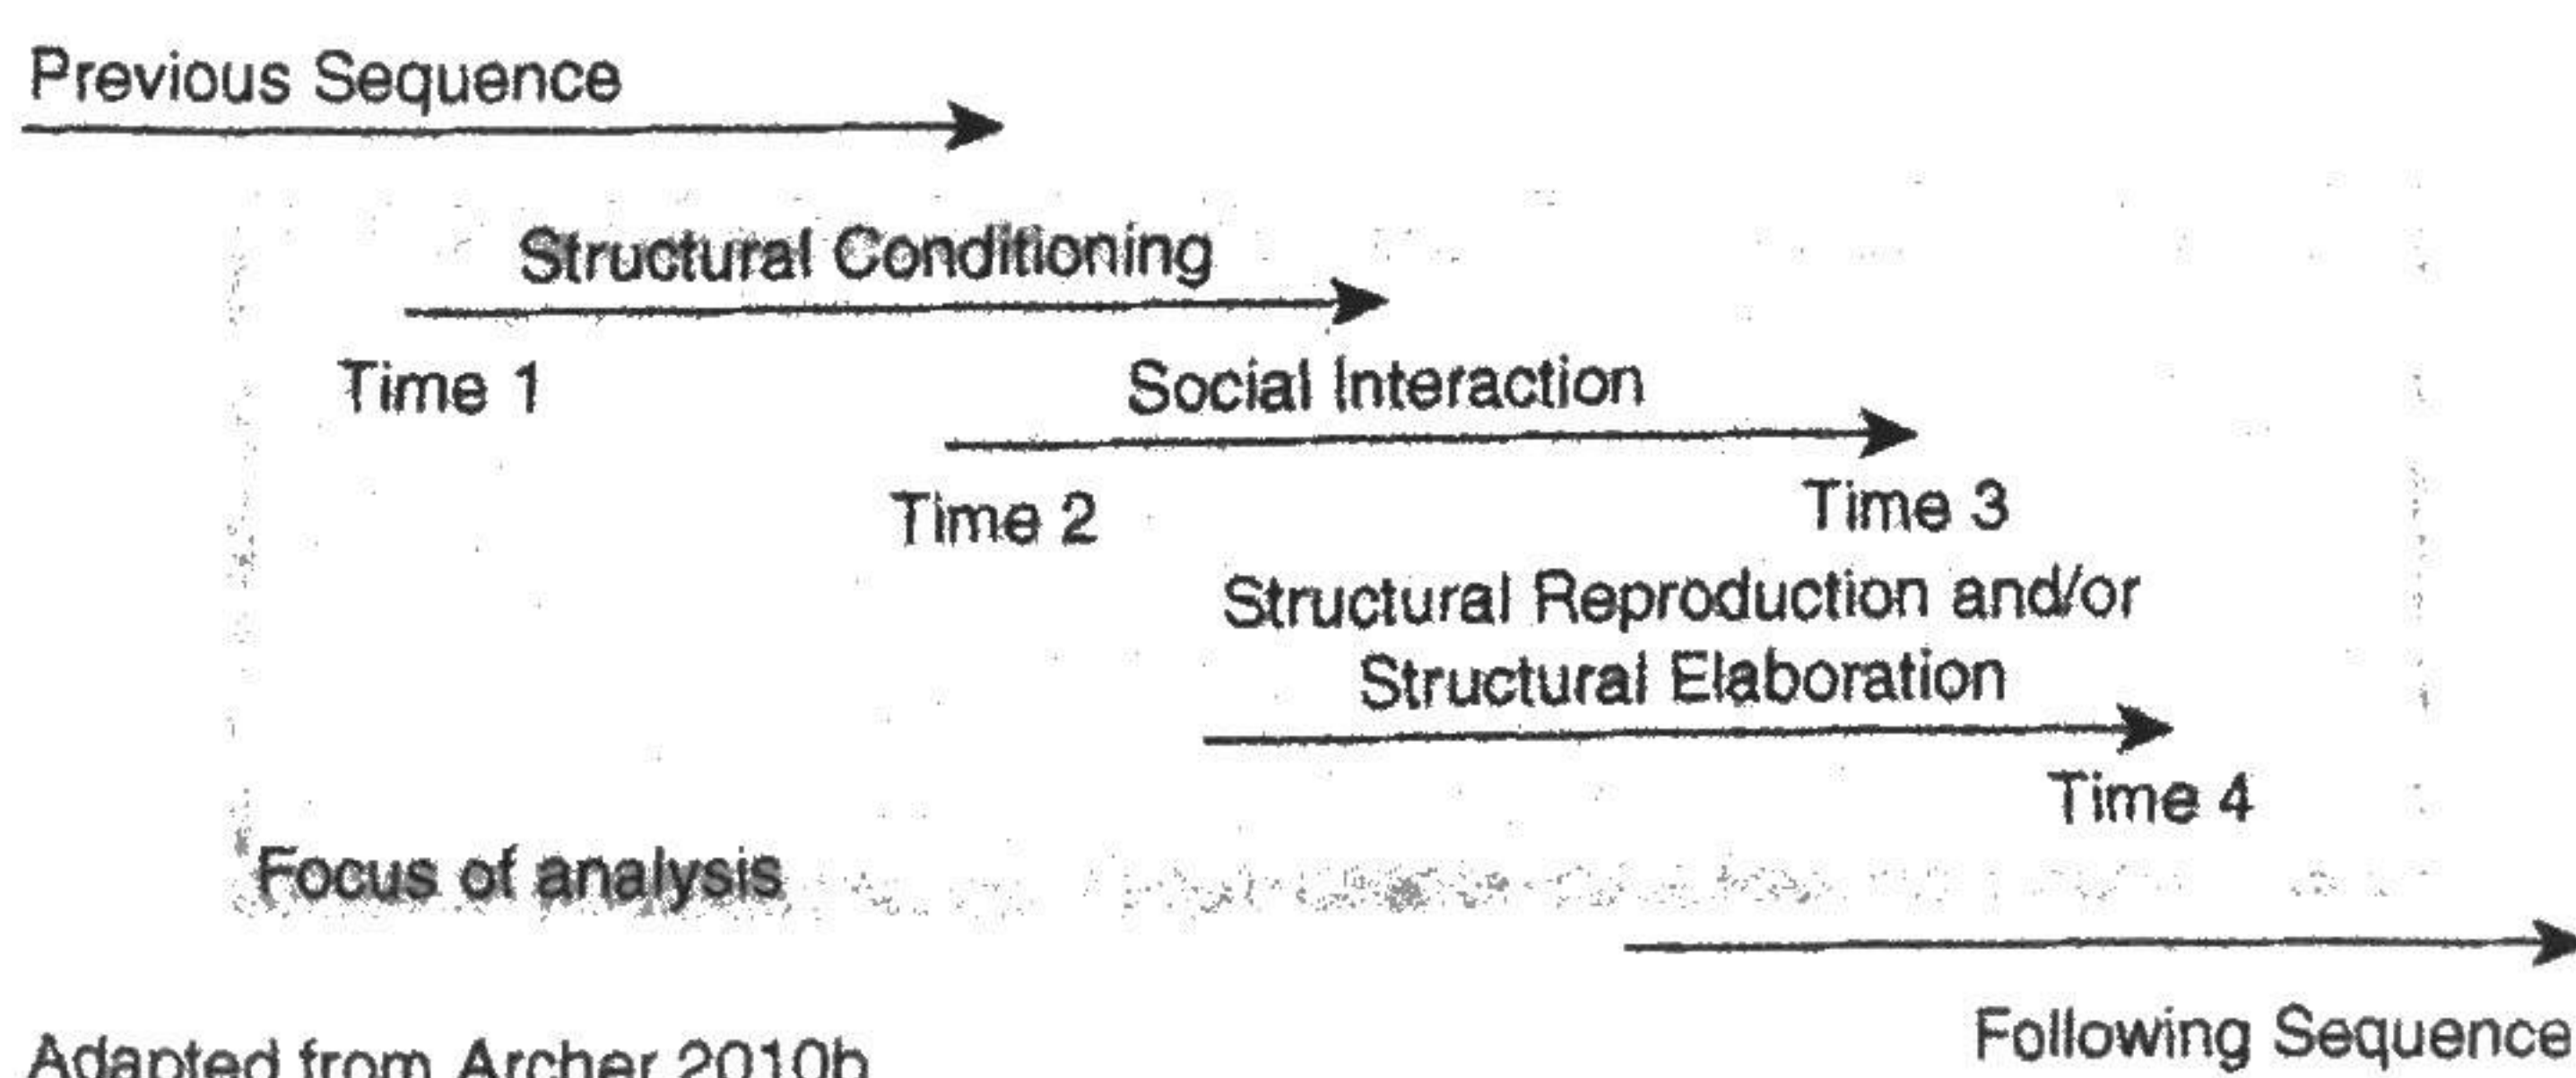 Previous Sequence
Structural Conditioning
Time 1
Social Interaction
Time 2
Time 3
Structural Reproduction and/or
Structural Elaboration
Time 4
Focus of analysis
Following Sequence
Adapted from Archer 2010b